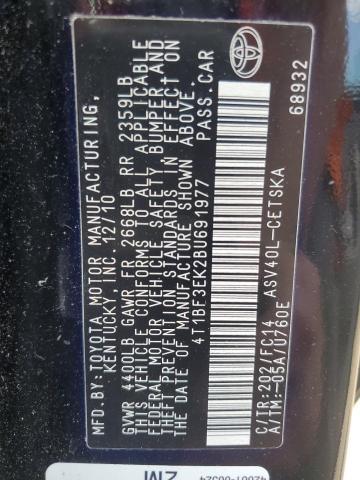 MFD.BY:TOYOTA MOTOR MANUFACTURING,
KENTUCKY,INC.12/10
GVWR 4400LB GAWR FR 2668LB RR 2359LB
THIS VEHICLE CONFORMS TO ALL APPLICABLE
FEDERAL MOTOR VEHICLE SAFETY,BUMPER,AND
THEFT PREVENTION STANDARDS IN EFFECT ON
THE DATE OF MANUFACTURE SHOWN ABOVE.
4T1BF3EK2BU691977 PASS.CAR
C/TR:202/FC14 68932
A/TM:-05A/U760E ASV40L-CETSKA